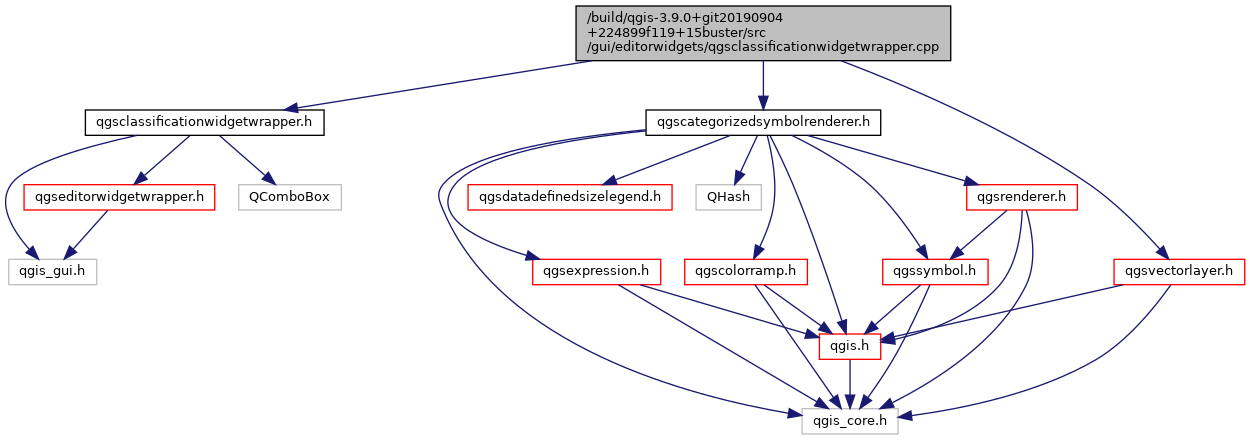 /build/qgis-3.9.0+git20190904
+224899f119+15buster/src
/gui/editorwidgets/qgsclassificationwidgetwrapper.cpp
qgsclassificationwidgetwrapper.h
qgscategorizedsymbolrenderer.h
qgseditorwidgetwrapper.h
QComboBox
qgsdatadefinedsizelegend.h
QHash
qgsrenderer.h
qgis_gui.h
qgsexpression.h
qgscolorramp.h
qgssymbol.h
qgsvectorlayer.h
qgis.h
qgis_core.h